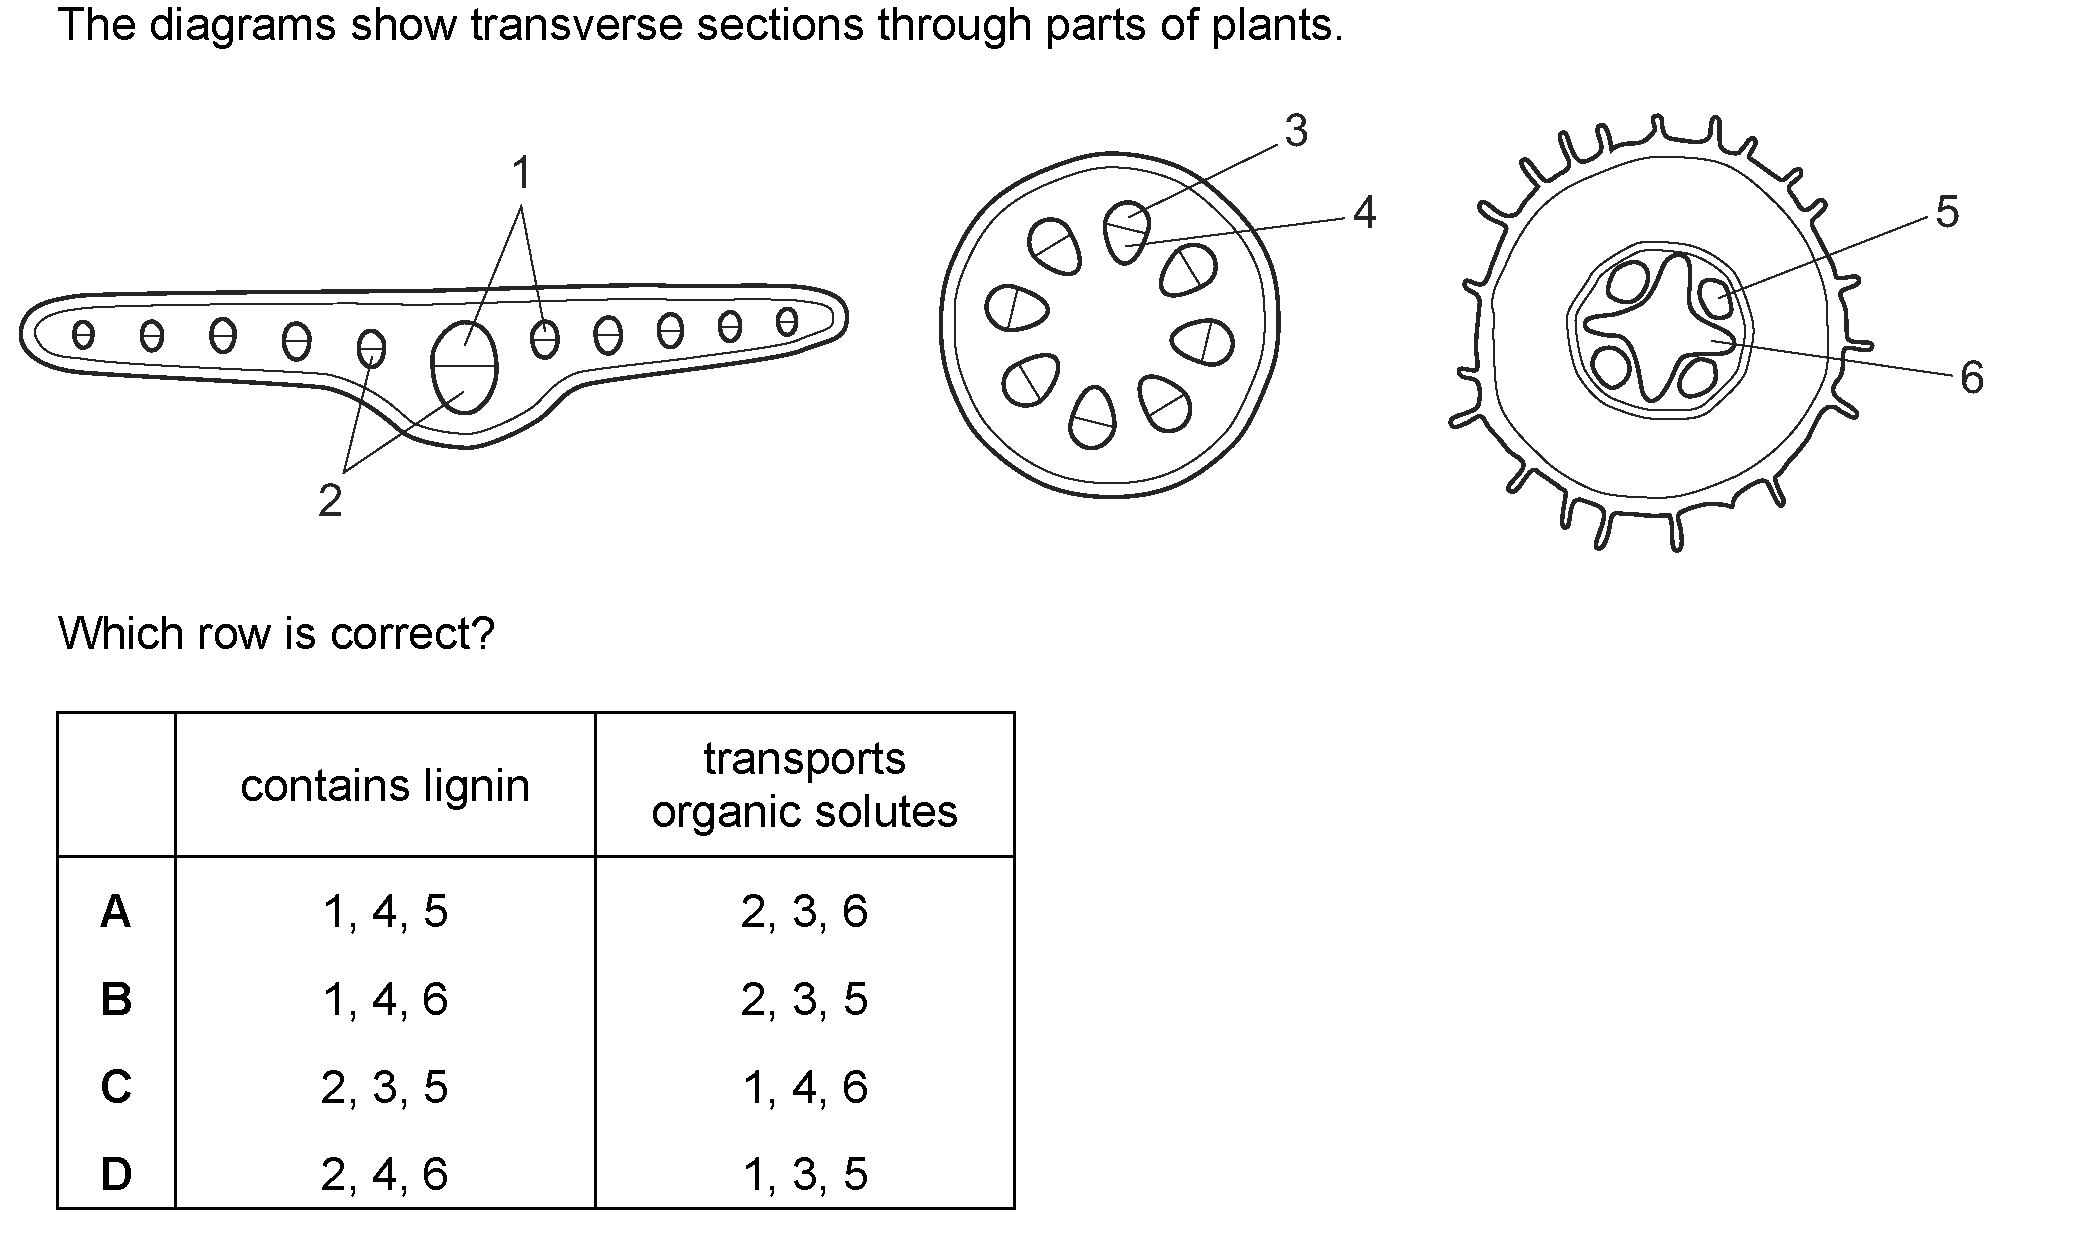 The diagrams show transverse sections through parts of plants.
1
2
3
4
5
6
Which row is correct?
contains lignin
transports
organic solutes
A 1, 4, 5 2, 3, 6
B 1, 4, 6 2, 3, 5
C 2, 3, 5 1, 4, 6
D 2, 4, 6 1, 3, 5